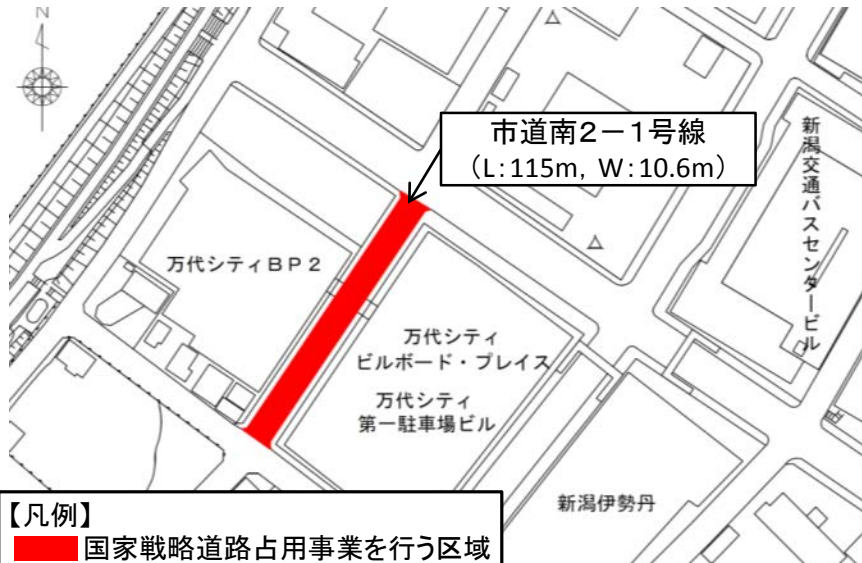 N
市道南2-1号線
(L:115m, W:10.6m)
新潟交通バスセンタービル
万代シティBP2
万代シティ
ビルボード・プレイス
万代シティ
第一駐車場ビル
新潟伊勢丹
【凡例】
国家戦略道路占用事業を行う区域